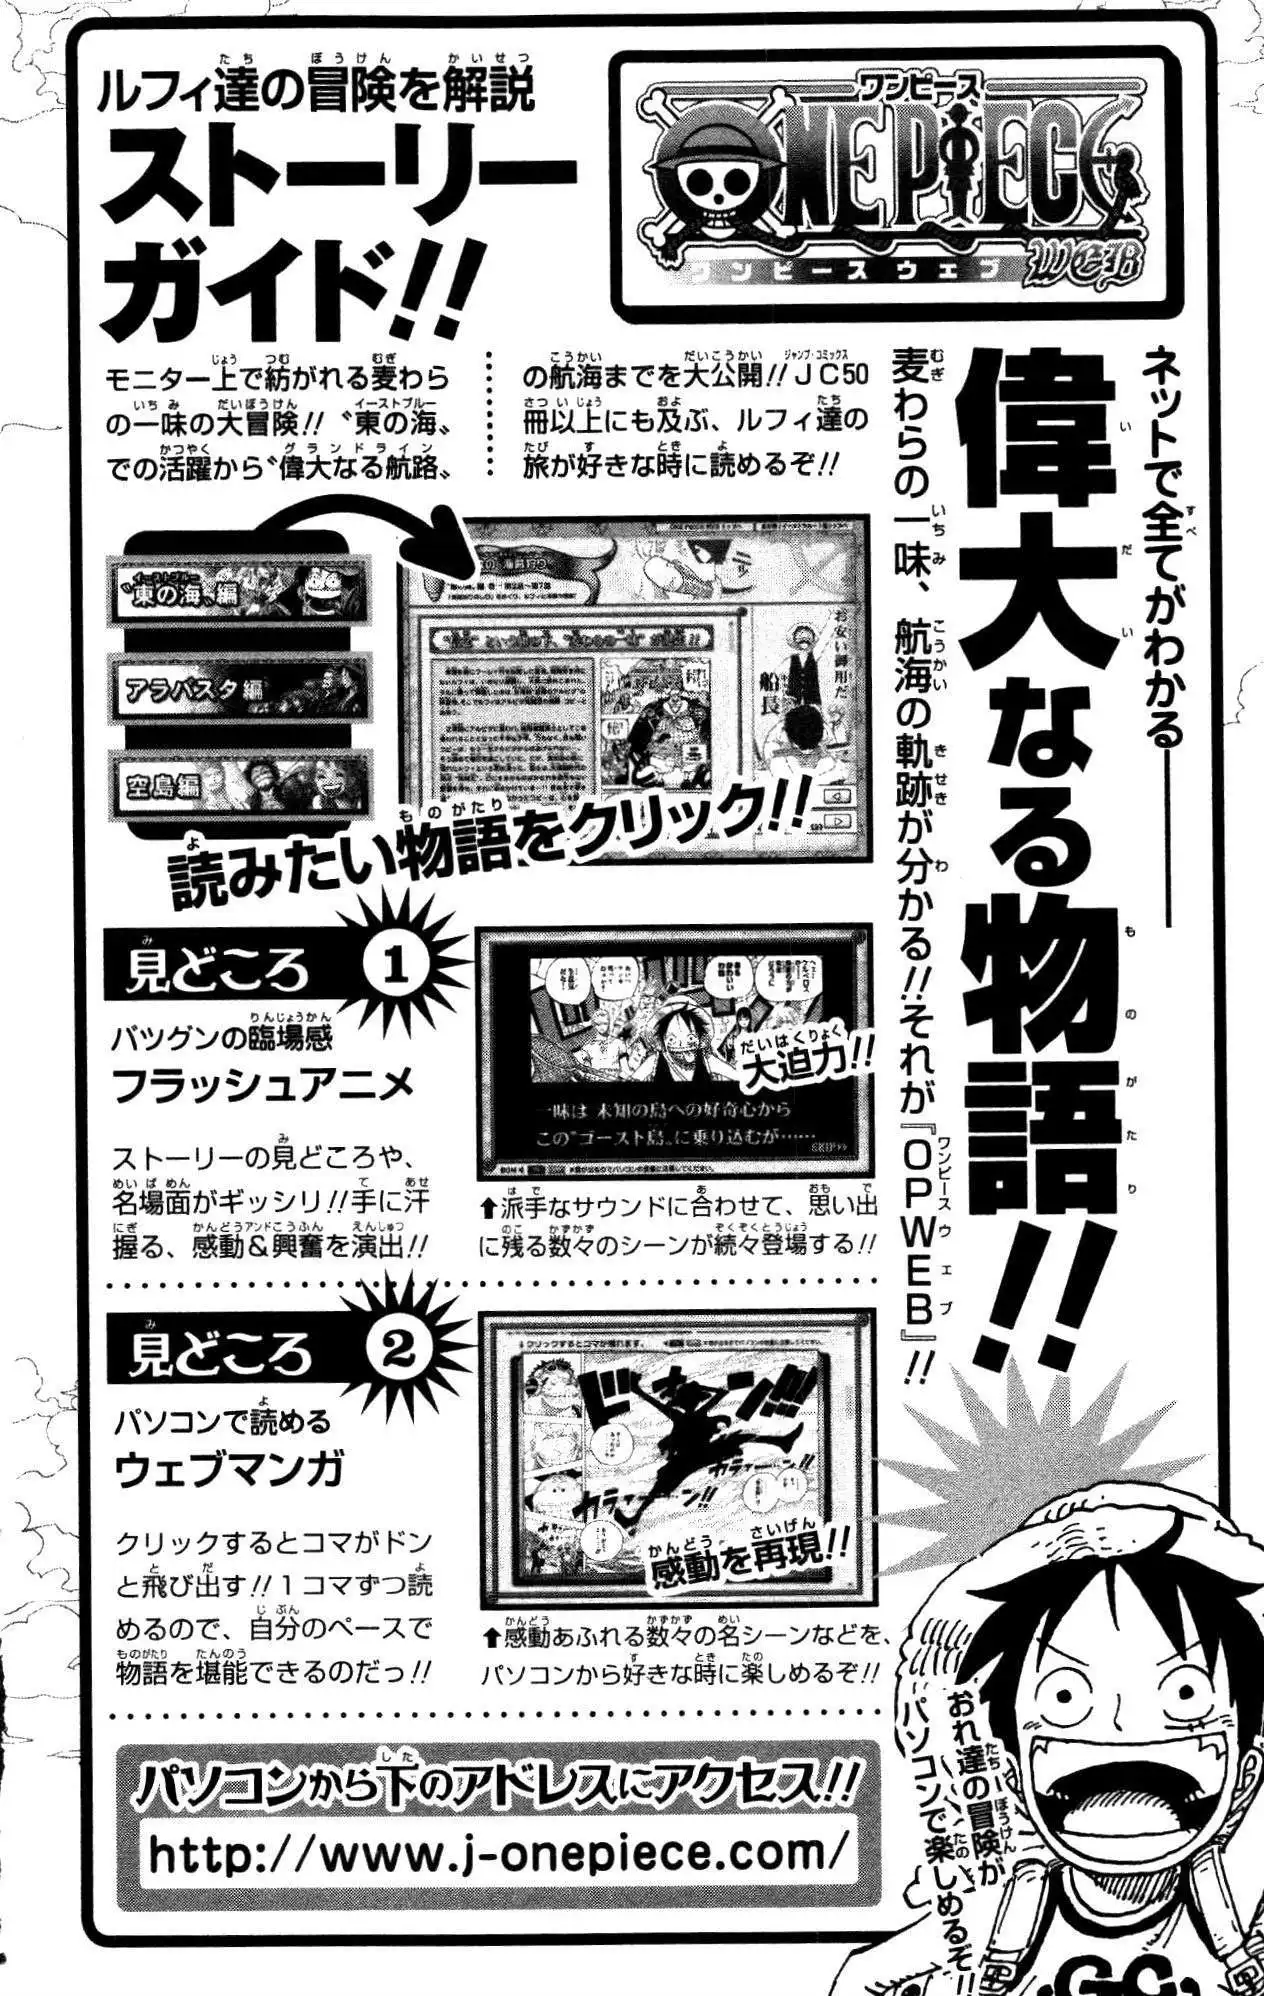 ワンピース
ONE PIECE
ワンピースウェブ WEB
ネットで全てがわかる
偉大なる物語!!
麦わらの一味、航海の軌跡が分かる!!それが『OPWEB』!!
ルフィ達の冒険を解説
ストーリー
ガイド!!
モニター上で紡がれる麦わら
の一味の大冒険!!〝東の海〟
での活躍から〝偉大なる航路〟
の航海までを大公開!!JC50
冊以上にも及ぶ、ルフィ達の
旅が好きな時に読めるぞ!!
〝東の海〟編
アラバスタ編
空島編
お安い御用だ
船長
読みたい物語をクリック!!
見どころ 1
バツグンの臨場感
フラッシュアニメ
ストーリーの見どころや、
名場面がギッシリ!!手に汗
握る、感動&興奮を演出!!
大迫力!!
一味は 未知の島への好奇心から
この“ゴースト島”に乗り込むが……
SKIP>>
⬆派手なサウンドに合わせて、思い出
に残る数々のシーンが続々登場する!!
見どころ 2
パソコンで読める
ウェブマンガ
クリックするとコマがドン
と飛び出す!!1コマずつ読
めるので、自分のペースで
物語を堪能できるのだっ!!
感動を再現!!
⬆感動あふれる数々の名シーンなどを、
パソコンから好きな時に楽しめるぞ!!
パソコンから下のアドレスにアクセス!!
http://www.j-onepiece.com/
おれ達の冒険が
パソコンで楽しめるぞ!!